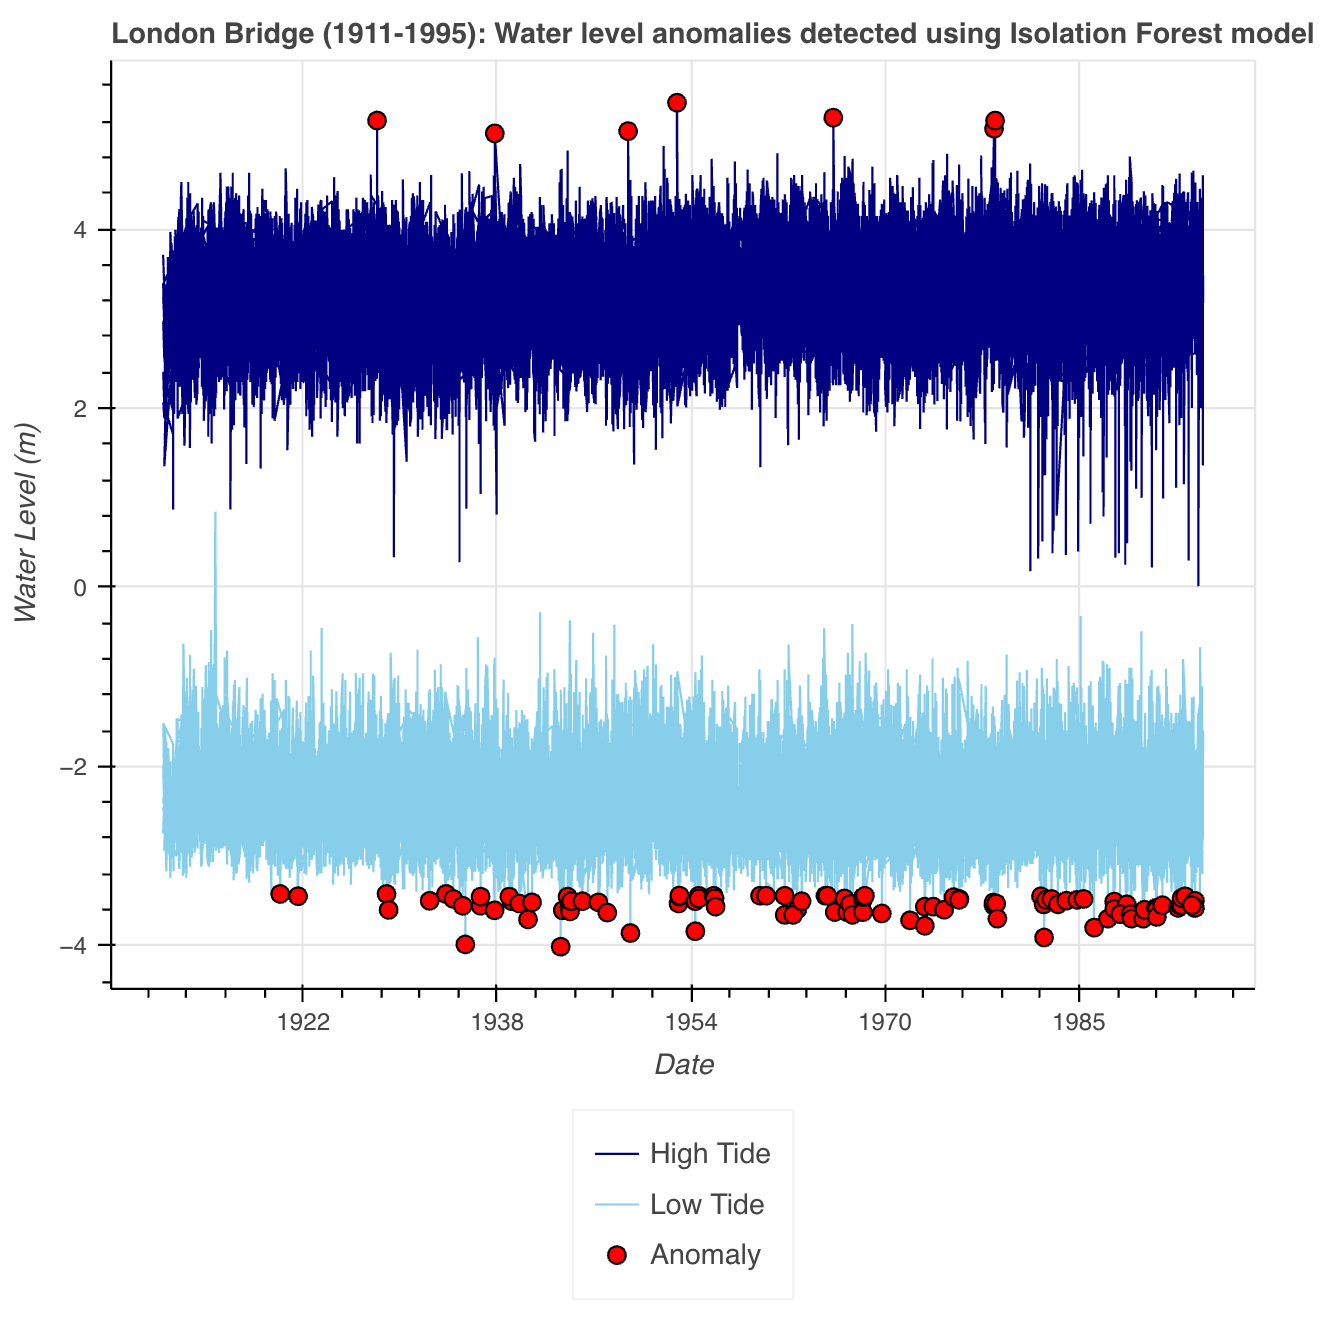 London Bridge (1911-1995): Water level anomalies detected using Isolation Forest model
Water Level (m)
4
2
0
−2
−4
1922
1938
1954
1970
1985
Date
High Tide
Low Tide
Anomaly